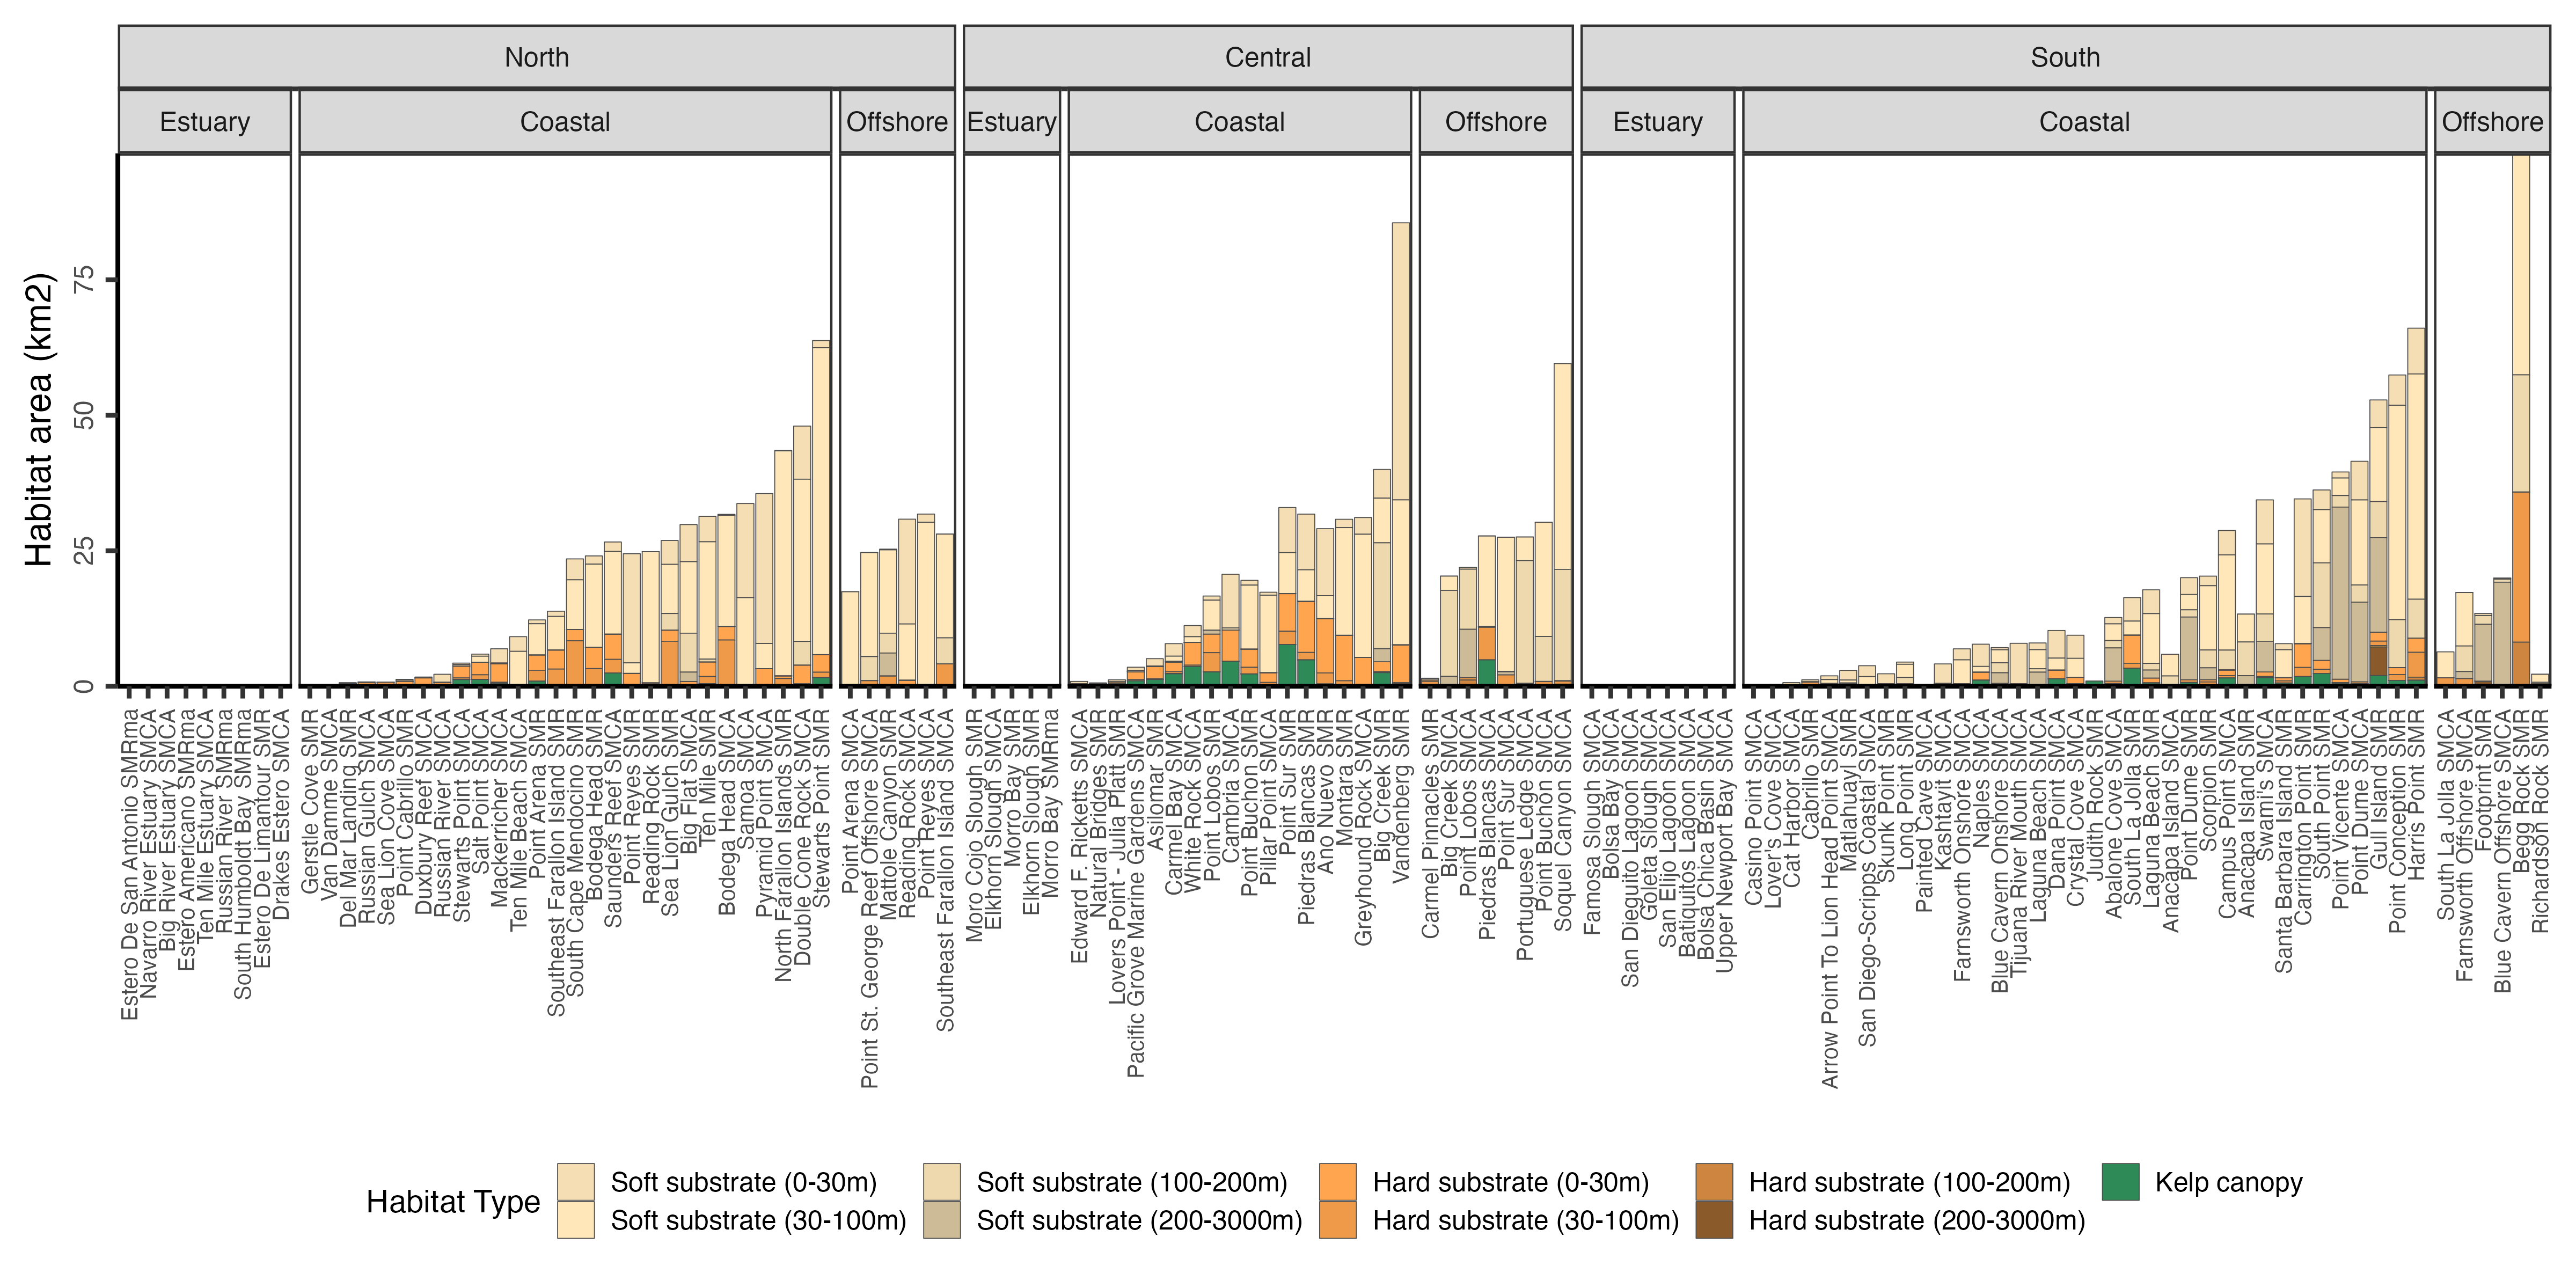 North
Central
South
Estuary
Coastal
Offshore
Estuary
Coastal
Offshore
Estuary
Coastal
Offshore
Habitat area (km2)
75
50
25
0
Estero De San Antonio SMRma
Navarro River Estuary SMCA
Big River Estuary SMCA
Estero Americano SMRma
Ten Mile Estuary SMCA
Russian River SMRma
South Humboldt Bay SMRma
Estero De Limantour SMR
Drakes Estero SMCA
Gerstle Cove SMR
Van Damme SMCA
Del Mar Landing SMR
Russian Gulch SMCA
Sea Lion Cove SMCA
Point Cabrillo SMR
Duxbury Reef SMCA
Russian River SMCA
Stewarts Point SMCA
Salt Point SMCA
Mackerricher SMCA
Ten Mile Beach SMCA
Point Arena SMR
Southeast Farallon Island SMR
South Cape Mendocino SMR
Bodega Head SMR
Saunders Reef SMCA
Point Reyes SMR
Reading Rock SMR
Sea Lion Gulch SMR
Big Flat SMCA
Ten Mile SMR
Bodega Head SMCA
Samoa SMCA
Pyramid Point SMCA
North Farallon Islands SMR
Double Cone Rock SMCA
Stewarts Point SMR
Point Arena SMCA
Point St. George Reef Offshore SMCA
Mattole Canyon SMR
Reading Rock SMCA
Point Reyes SMCA
Southeast Farallon Island SMCA
Moro Cojo Slough SMR
Elkhorn Slough SMCA
Morro Bay SMR
Elkhorn Slough SMR
Morro Bay SMRma
Edward F. Ricketts SMCA
Natural Bridges SMR
Lovers Point - Julia Platt SMR
Pacific Grove Marine Gardens SMCA
Asilomar SMR
Carmel Bay SMCA
White Rock SMCA
Point Lobos SMR
Cambria SMCA
Point Buchon SMR
Pillar Point SMCA
Point Sur SMR
Piedras Blancas SMR
Ano Nuevo SMR
Montara SMR
Greyhound Rock SMCA
Big Creek SMR
Vandenberg SMR
Carmel Pinnacles SMR
Big Creek SMCA
Point Lobos SMCA
Piedras Blancas SMCA
Point Sur SMCA
Portuguese Ledge SMCA
Point Buchon SMCA
Soquel Canyon SMCA
Famosa Slough SMCA
Bolsa Bay SMCA
San Dieguito Lagoon SMCA
Goleta Slough SMCA
San Elijo Lagoon SMCA
Batiquitos Lagoon SMCA
Bolsa Chica Basin SMCA
Upper Newport Bay SMCA
Casino Point SMCA
Lover's Cove SMCA
Cat Harbor SMCA
Cabrillo SMR
Arrow Point To Lion Head Point SMCA
Matlahuayl SMR
San Diego-Scripps Coastal SMCA
Skunk Point SMR
Long Point SMR
Painted Cave SMCA
Kashtayit SMCA
Farnsworth Onshore SMCA
Naples SMCA
Blue Cavern Onshore SMCA
Tijuana River Mouth SMCA
Laguna Beach SMCA
Dana Point SMCA
Crystal Cove SMCA
Judith Rock SMR
Abalone Cove SMCA
South La Jolla SMR
Laguna Beach SMR
Anacapa Island SMCA
Point Dume SMR
Scorpion SMR
Campus Point SMCA
Anacapa Island SMR
Swami's SMCA
Santa Barbara Island SMR
Carrington Point SMR
South Point SMR
Point Vicente SMCA
Point Dume SMCA
Gull Island SMR
Point Conception SMR
Harris Point SMR
South La Jolla SMCA
Farnsworth Offshore SMCA
Footprint SMR
Blue Cavern Offshore SMCA
Begg Rock SMR
Richardson Rock SMR
Habitat Type
Soft substrate (0-30m)
Soft substrate (30-100m)
Soft substrate (100-200m)
Soft substrate (200-3000m)
Hard substrate (0-30m)
Hard substrate (30-100m)
Hard substrate (100-200m)
Hard substrate (200-3000m)
Kelp canopy